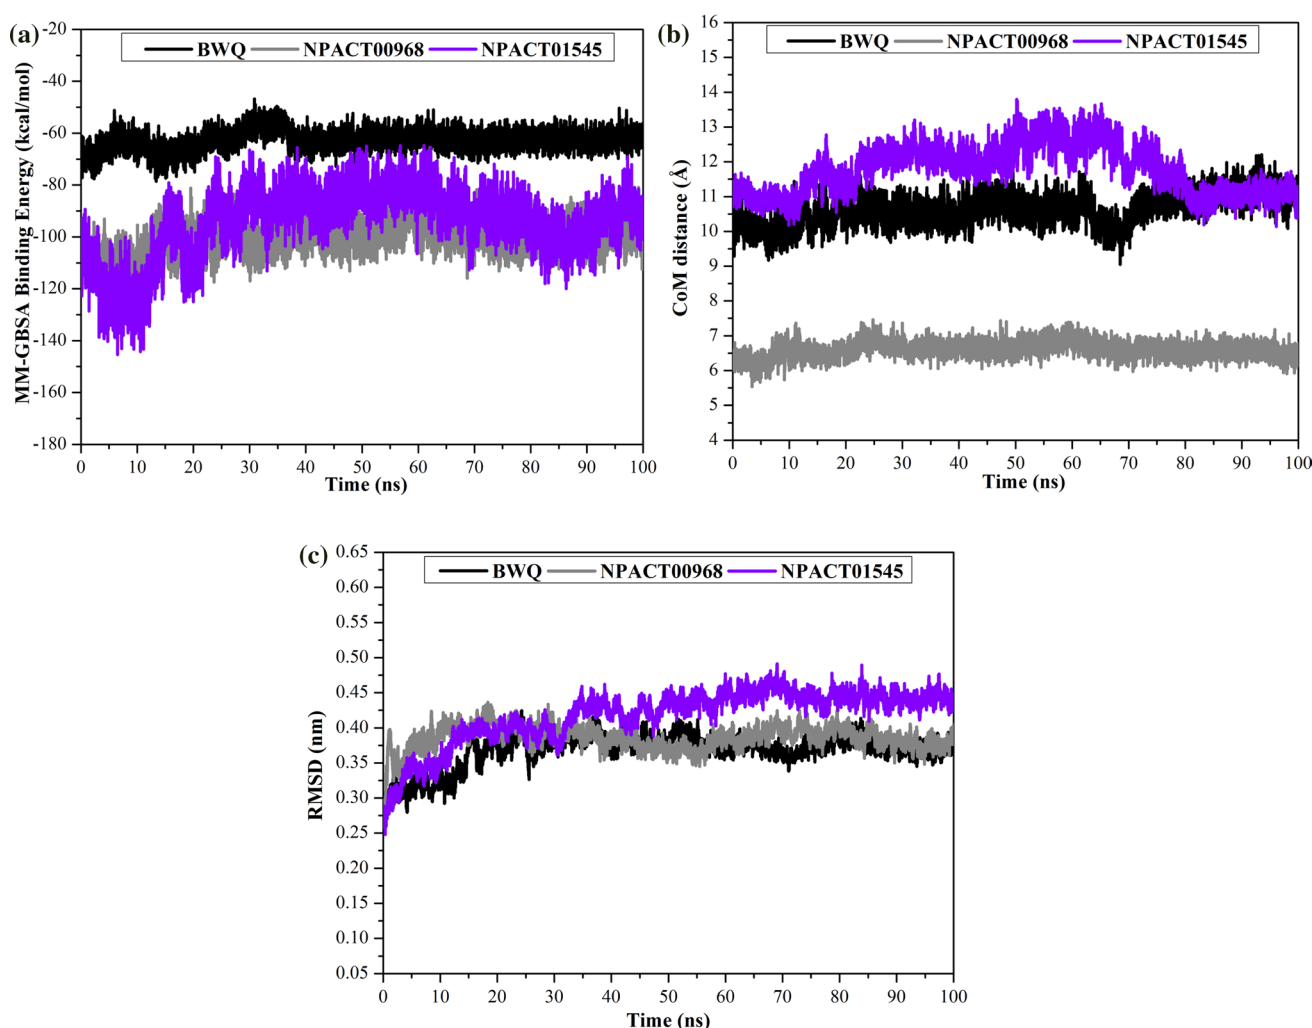 (a)
BWQ NPACT00968 NPACT01545
MM-GBSA Binding Energy (kcal/mol)
-20
-40
-60
-80
-100
-120
-140
-160
-180
0 10 20 30 40 50 60 70 80 90 100
Time (ns)
(b)
BWQ NPACT00968 NPACT01545
CoM distance (Å)
16
15
14
13
12
11
10
9
8
7
6
5
4
0 10 20 30 40 50 60 70 80 90 100
Time (ns)
(c)
BWQ NPACT00968 NPACT01545
RMSD (nm)
0.65
0.60
0.55
0.50
0.45
0.40
0.35
0.30
0.25
0.20
0.15
0.10
0.05
0 10 20 30 40 50 60 70 80 90 100
Time (ns)